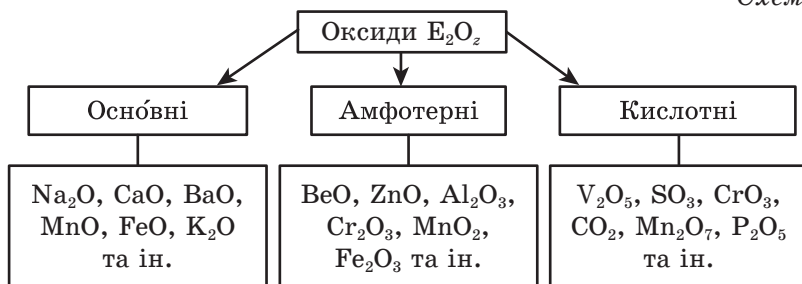 Схем
Оксиди E₂O𝓏
Осно́вні
Амфотерні
Кислотні
Na₂O, CaO, BaO,
MnO, FeO, K₂O
та ін.
BeO, ZnO, Al₂O₃,
Cr₂O₃, MnO₂,
Fe₂O₃ та ін.
V₂O₅, SO₃, CrO₃,
CO₂, Mn₂O₇, P₂O₅
та ін.